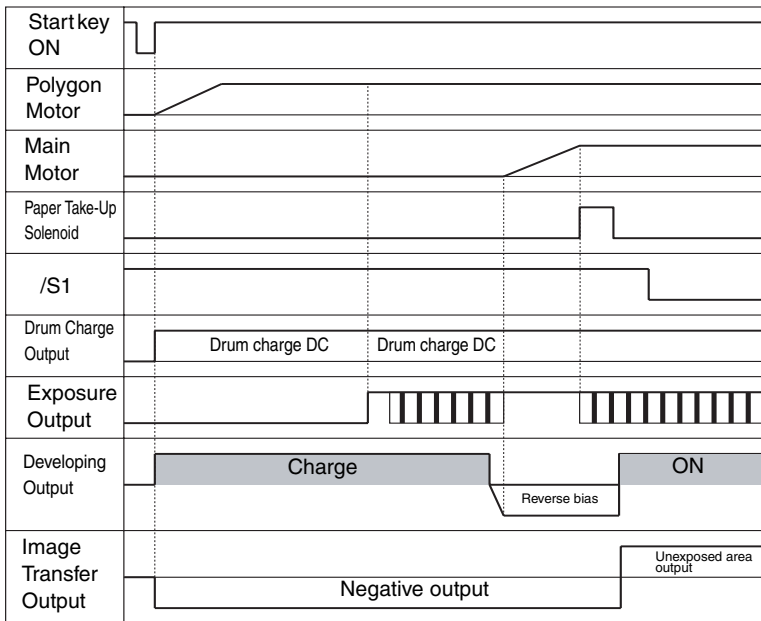 Start key
ON
Polygon
Motor
Main
Motor
Paper Take-Up
Solenoid
/S1
Drum Charge
Output
Drum charge DC
Drum charge DC
Exposure
Output
Developing
Output
Charge
Reverse bias
ON
Image
Transfer
Output
Negative output
Unexposed area
output